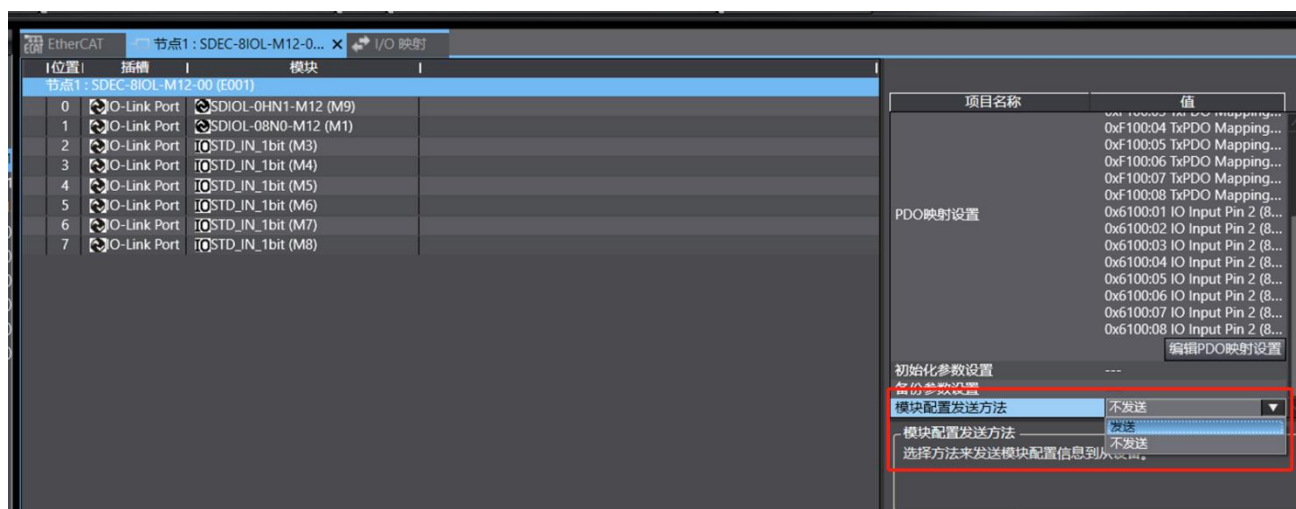 EtherCAT 节点1 : SDEC-8IOL-M12-0... I/O 映射
位置 插槽 模块
节点1 : SDEC-8IOL-M12-00 (E001)
0 IO-Link Port SDIOL-0HN1-M12 (M9)
1 IO-Link Port SDIOL-08N0-M12 (M1)
2 IO-Link Port STD_IN_1bit (M3)
3 IO-Link Port STD_IN_1bit (M4)
4 IO-Link Port STD_IN_1bit (M5)
5 IO-Link Port STD_IN_1bit (M6)
6 IO-Link Port STD_IN_1bit (M7)
7 IO-Link Port STD_IN_1bit (M8)
项目名称 值
0xF100:04 TxPDO Mapping...
0xF100:05 TxPDO Mapping...
0xF100:06 TxPDO Mapping...
0xF100:07 TxPDO Mapping...
0xF100:08 TxPDO Mapping...
PDO映射设置
0x6100:01 IO Input Pin 2 (8...
0x6100:02 IO Input Pin 2 (8...
0x6100:03 IO Input Pin 2 (8...
0x6100:04 IO Input Pin 2 (8...
0x6100:05 IO Input Pin 2 (8...
0x6100:06 IO Input Pin 2 (8...
0x6100:07 IO Input Pin 2 (8...
0x6100:08 IO Input Pin 2 (8...
编辑PDO映射设置
初始化参数设置 ---
备份参数设置
模块配置发送方法 不发送
发送
不发送
模块配置发送方法
选择方法来发送模块配置信息到从设备。